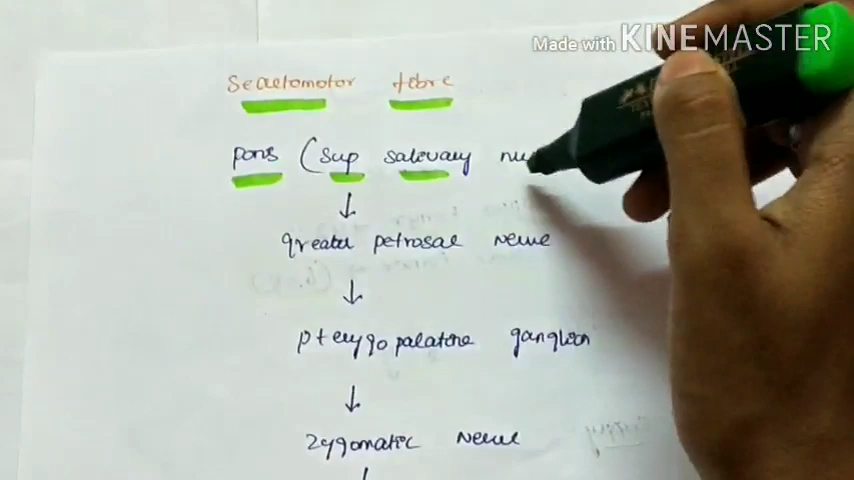 Made with KINEMASTER
Secretomotor fibre
pons (sup salivary nu
greater petrosal nerve
pterygopalatine ganglion
zygomatic nerve